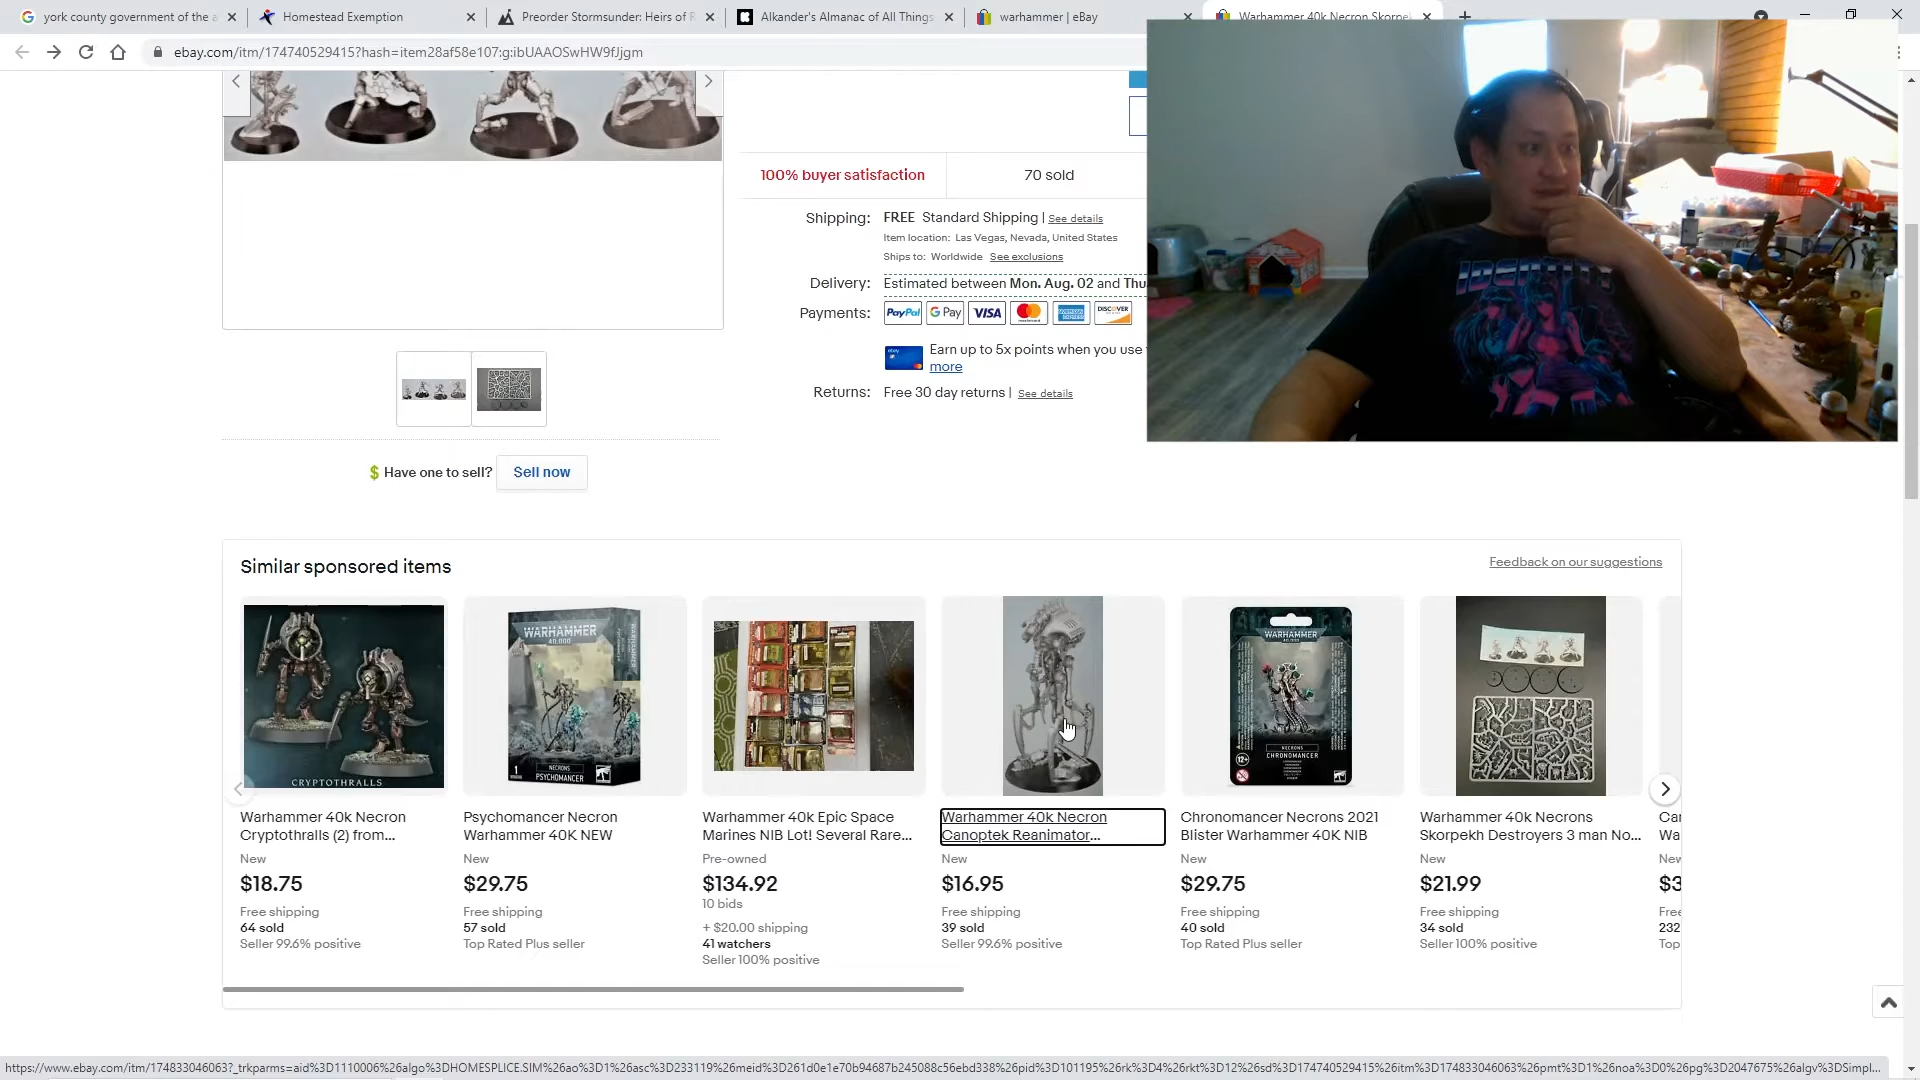 york county government of the a
Homestead Exemption
Preorder Stormsunder: Heirs of R
Alkander's Almanac of All Things
warhammer | eBay
Warhammer 40k Necron Skorpek
ebay.com/itm/174740529415?hash=item28af58e107:g:ibUAAOSwHW9fJjgm
100% buyer satisfaction
70 sold
Shipping: FREE Standard Shipping | See details
Item location: Las Vegas, Nevada, United States
Ships to: Worldwide See exclusions
Delivery: Estimated between Mon. Aug. 02 and Thu
Payments: PayPal G Pay VISA MasterCard AMERICAN EXPRESS DISCOVER
Earn up to 5x points when you use
more
Returns: Free 30 day returns | See details
IDENTITY
$ Have one to sell? Sell now
Similar sponsored items
Feedback on our suggestions
CRYPTOTHRALLS
WARHAMMER
40,000
NECRONS
PSYCHOMANCER
WARHAMMER
40,000
NECRONS
CHRONOMANCER
Warhammer 40k Necron
Cryptothralls (2) from...
New
$18.75
Free shipping
64 sold
Seller 99.6% positive
Psychomancer Necron
Warhammer 40K NEW
New
$29.75
Free shipping
57 sold
Top Rated Plus seller
Warhammer 40k Epic Space
Marines NIB Lot! Several Rare...
Pre-owned
$134.92
10 bids
+ $20.00 shipping
41 watchers
Seller 100% positive
Warhammer 40k Necron
Canoptek Reanimator...
New
$16.95
Free shipping
39 sold
Seller 99.6% positive
Chronomancer Necrons 2021
Blister Warhammer 40K NIB
New
$29.75
Free shipping
40 sold
Top Rated Plus seller
Warhammer 40k Necrons
Skorpekh Destroyers 3 man No...
New
$21.99
Free shipping
34 sold
Seller 100% positive
Car
Wa
New
$3
Free
232
Top
https://www.ebay.com/itm/174833046063?_trkparms=aid%3D1110006%26algo%3DHOMESPLICE.SIM%26ao%3D1%26asc%3D233119%26meid%3D261d0e1e70b94687b245088c56ebd338%26pid%3D101195%26rk%3D4%26rkt%3D12%26sd%3D174740529415%26itm%3D174833046063%26pmt%3D1%26noa%3D0%26pg%3D2047675%26algv%3DSimpl...